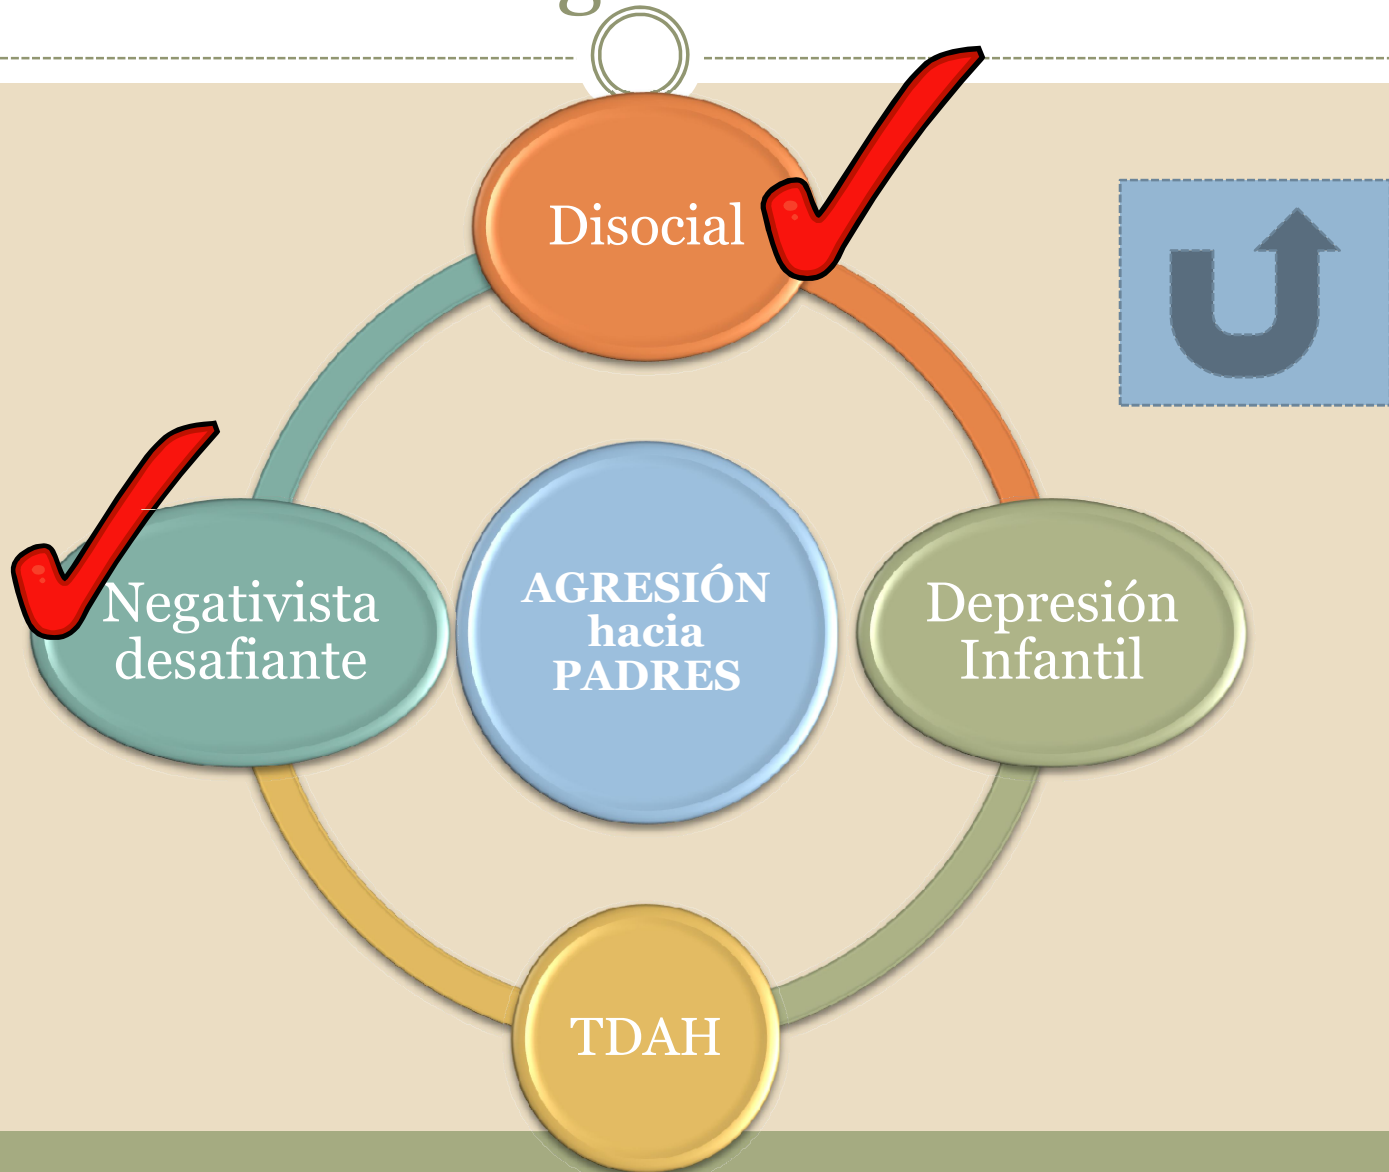 Disocial
Negativista
desafiante
AGRESIÓN
hacia
PADRES
Depresión
Infantil
TDAH